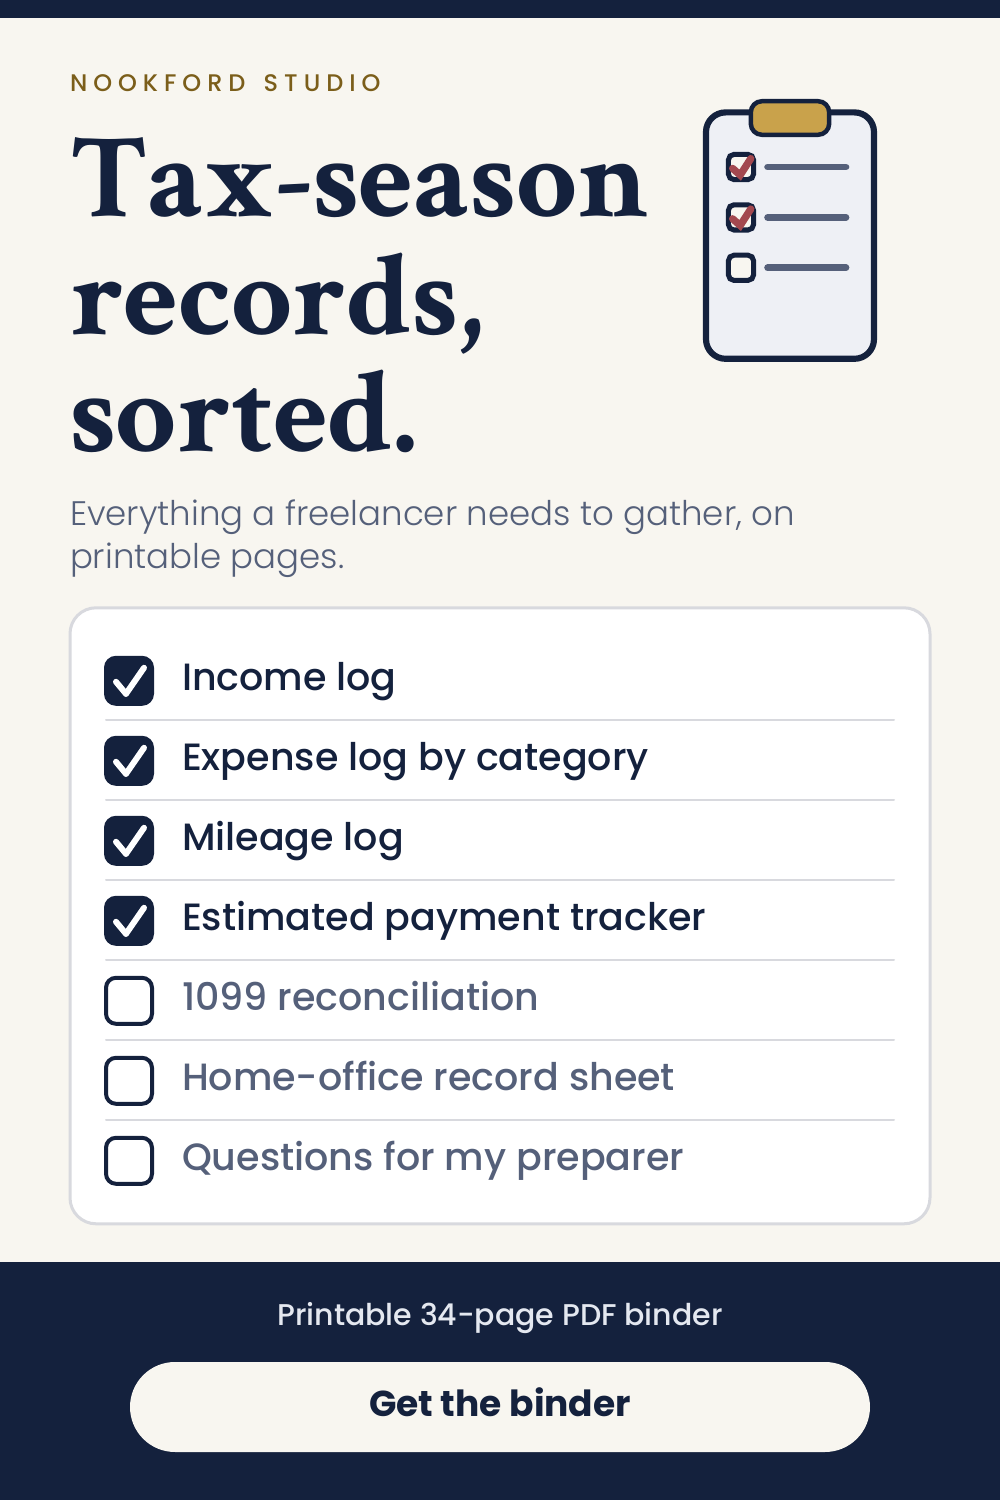 NOOKFORD STUDIO
Tax-season
records,
sorted.
Everything a freelancer needs to gather, on
printable pages.
Income log
Expense log by category
Mileage log
Estimated payment tracker
1099 reconciliation
Home-office record sheet
Questions for my preparer
Printable 34-page PDF binder
Get the binder